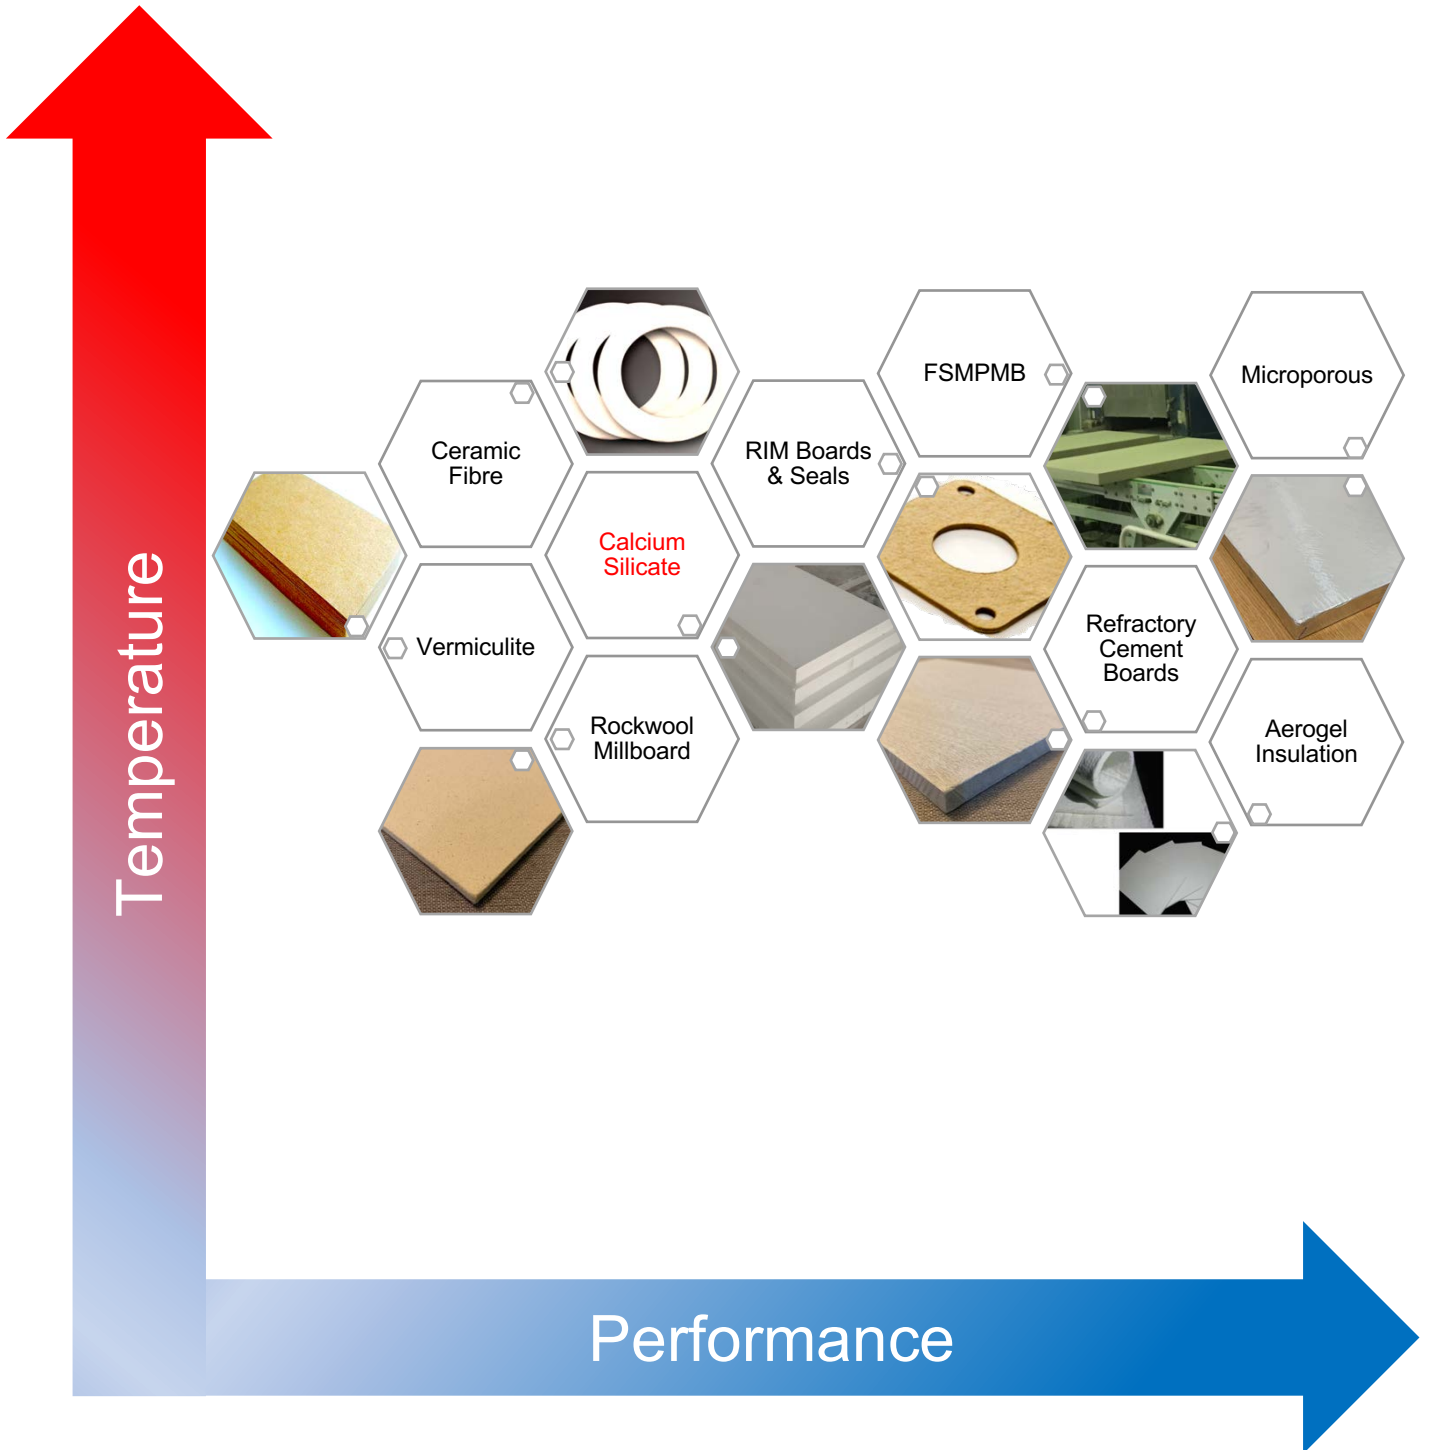 Temperature
FSMPMB
Microporous
Ceramic
Fibre
RIM Boards
& Seals
Calcium
Silicate
Vermiculite
Refractory
Cement
Boards
Rockwool
Millboard
Aerogel
Insulation
Performance